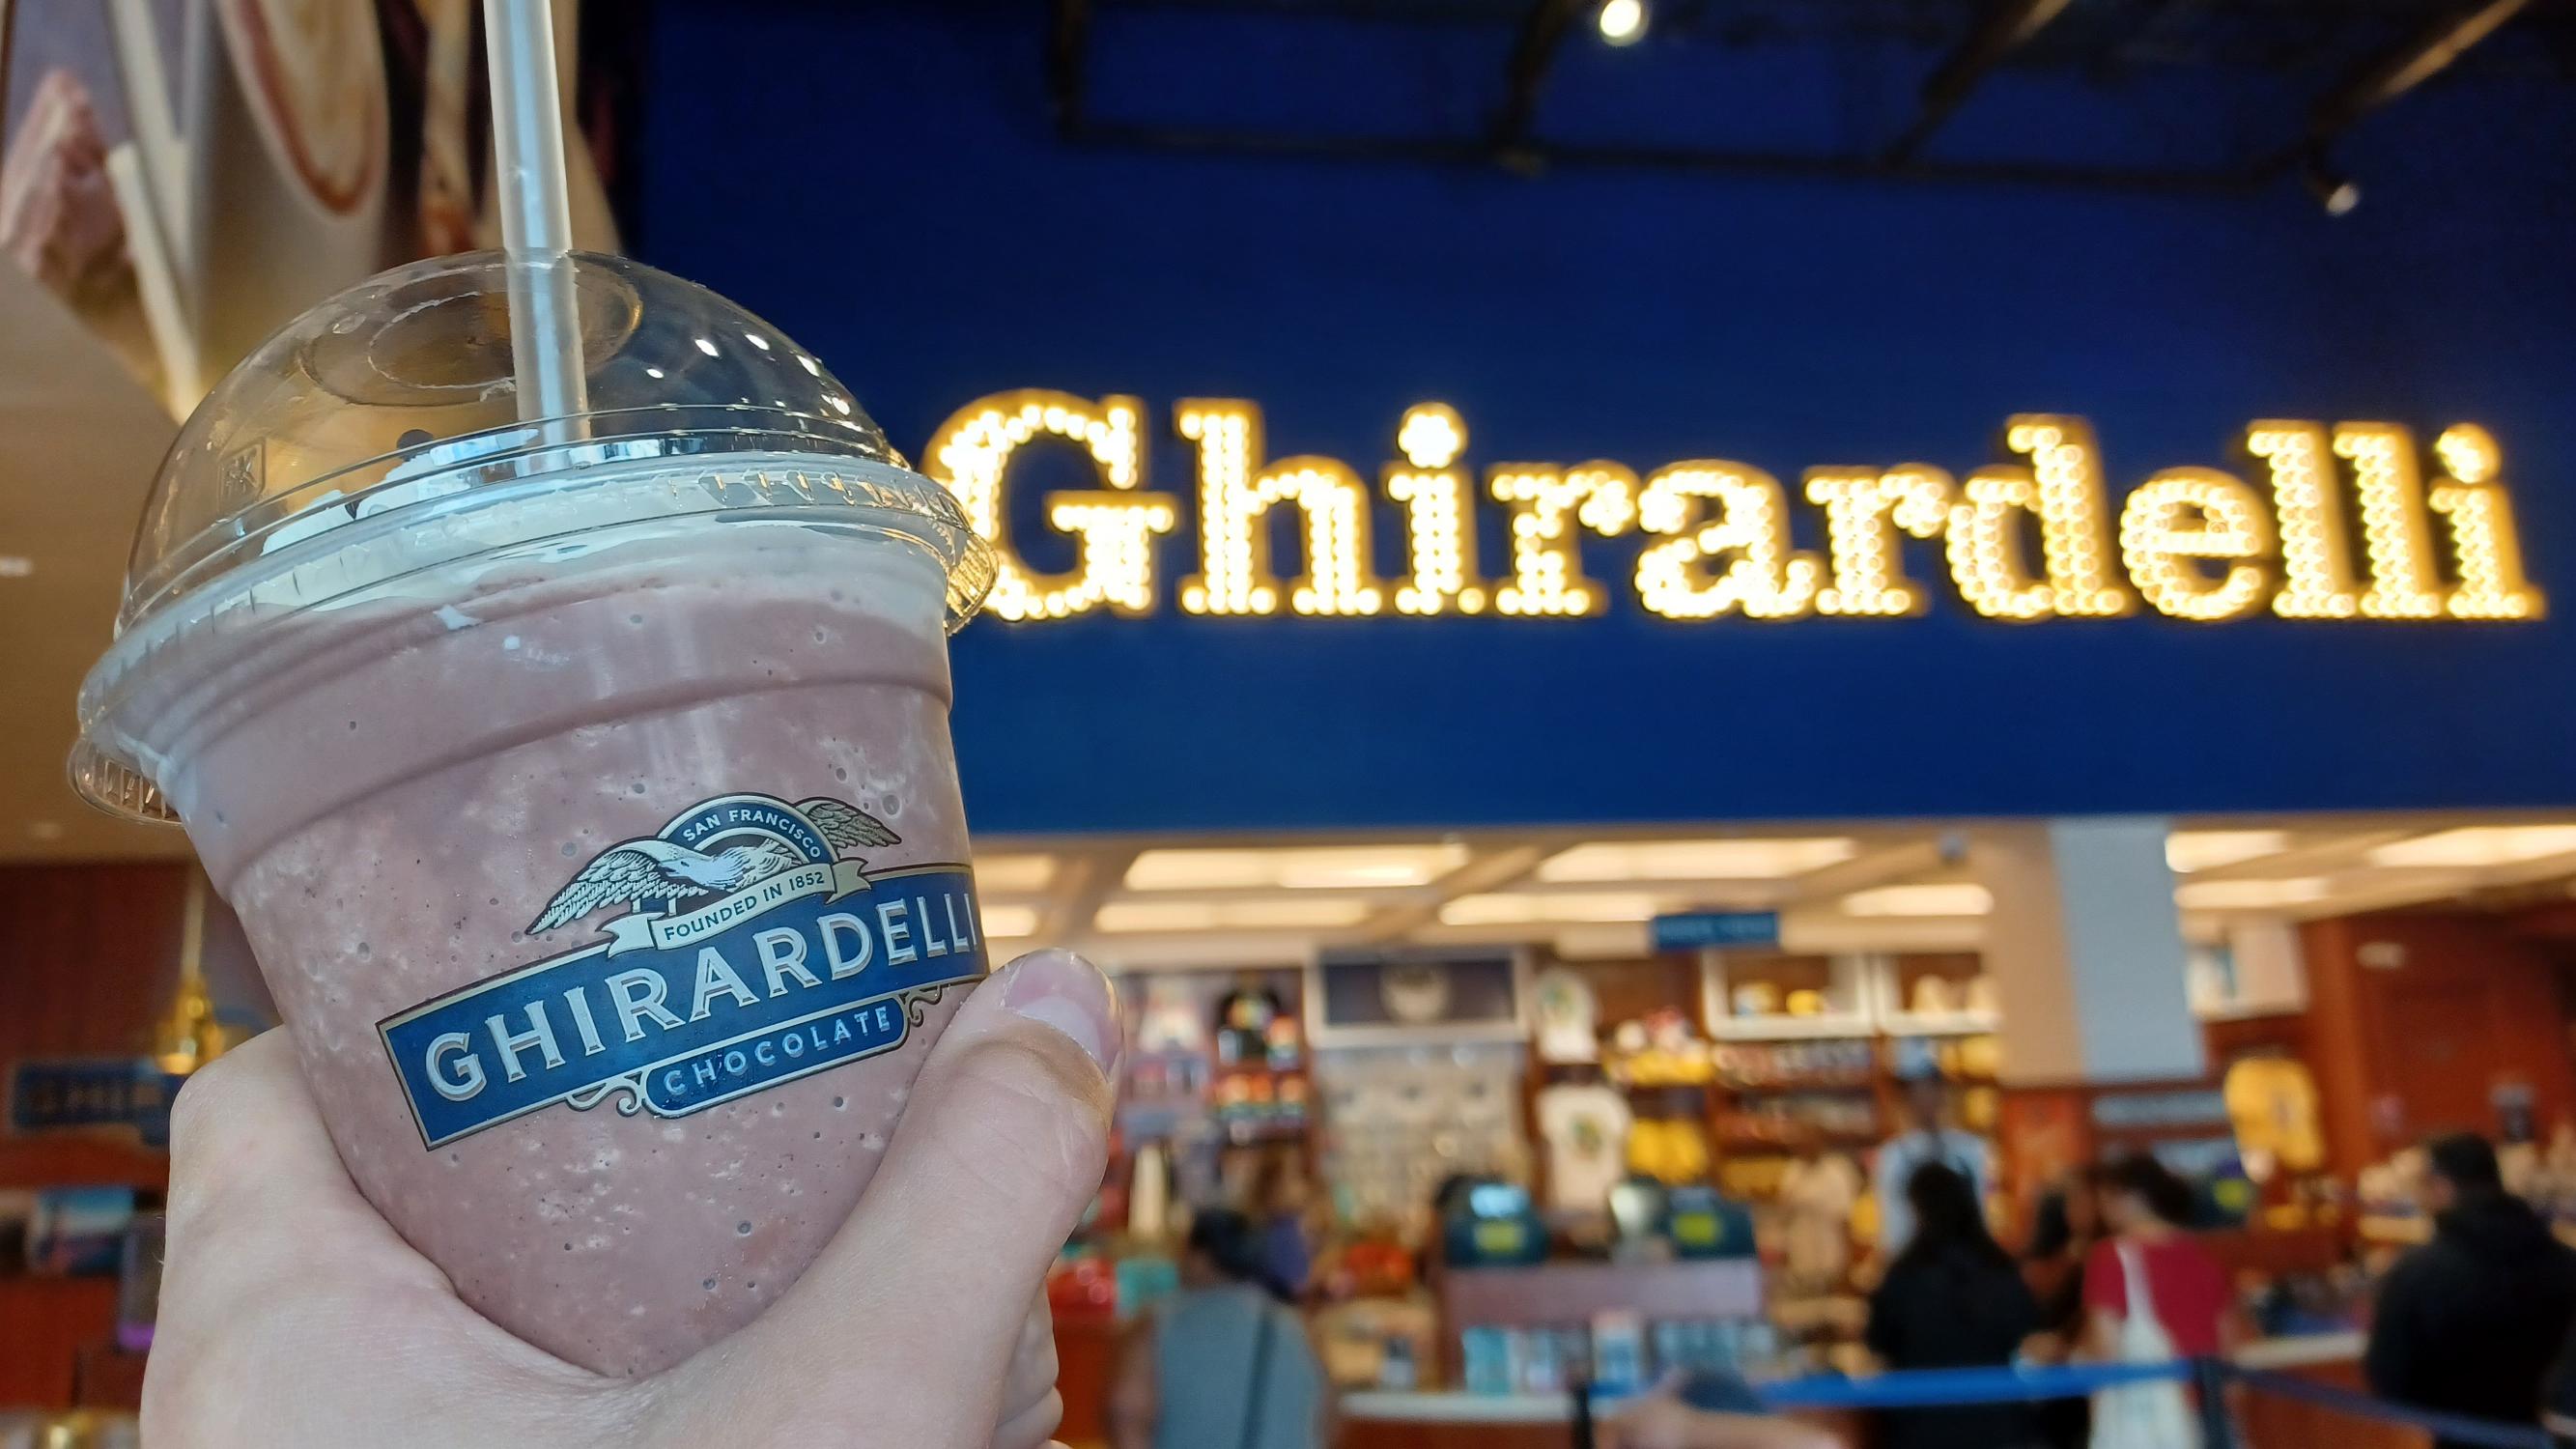 Ghirardelli
SAN FRANCISCO
FOUNDED IN 1852
GHIRARDELLI
CHOCOLATE